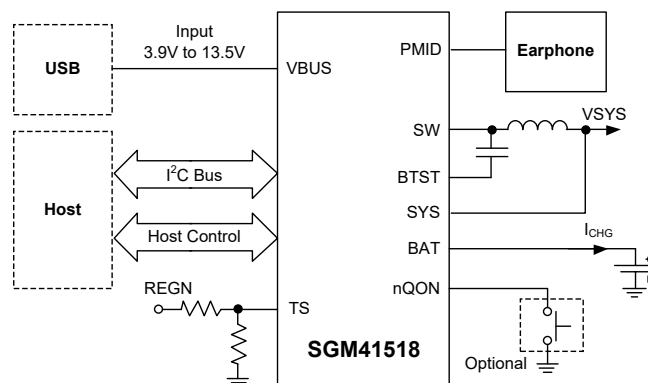 Input
3.9V to 13.5V
USB
VBUS
PMID
Earphone
SW
VSYS
BTST
I²C Bus
Host
SYS
Host Control
BAT
I_CHG
+
nQON
REGN
TS
SGM41518
Optional